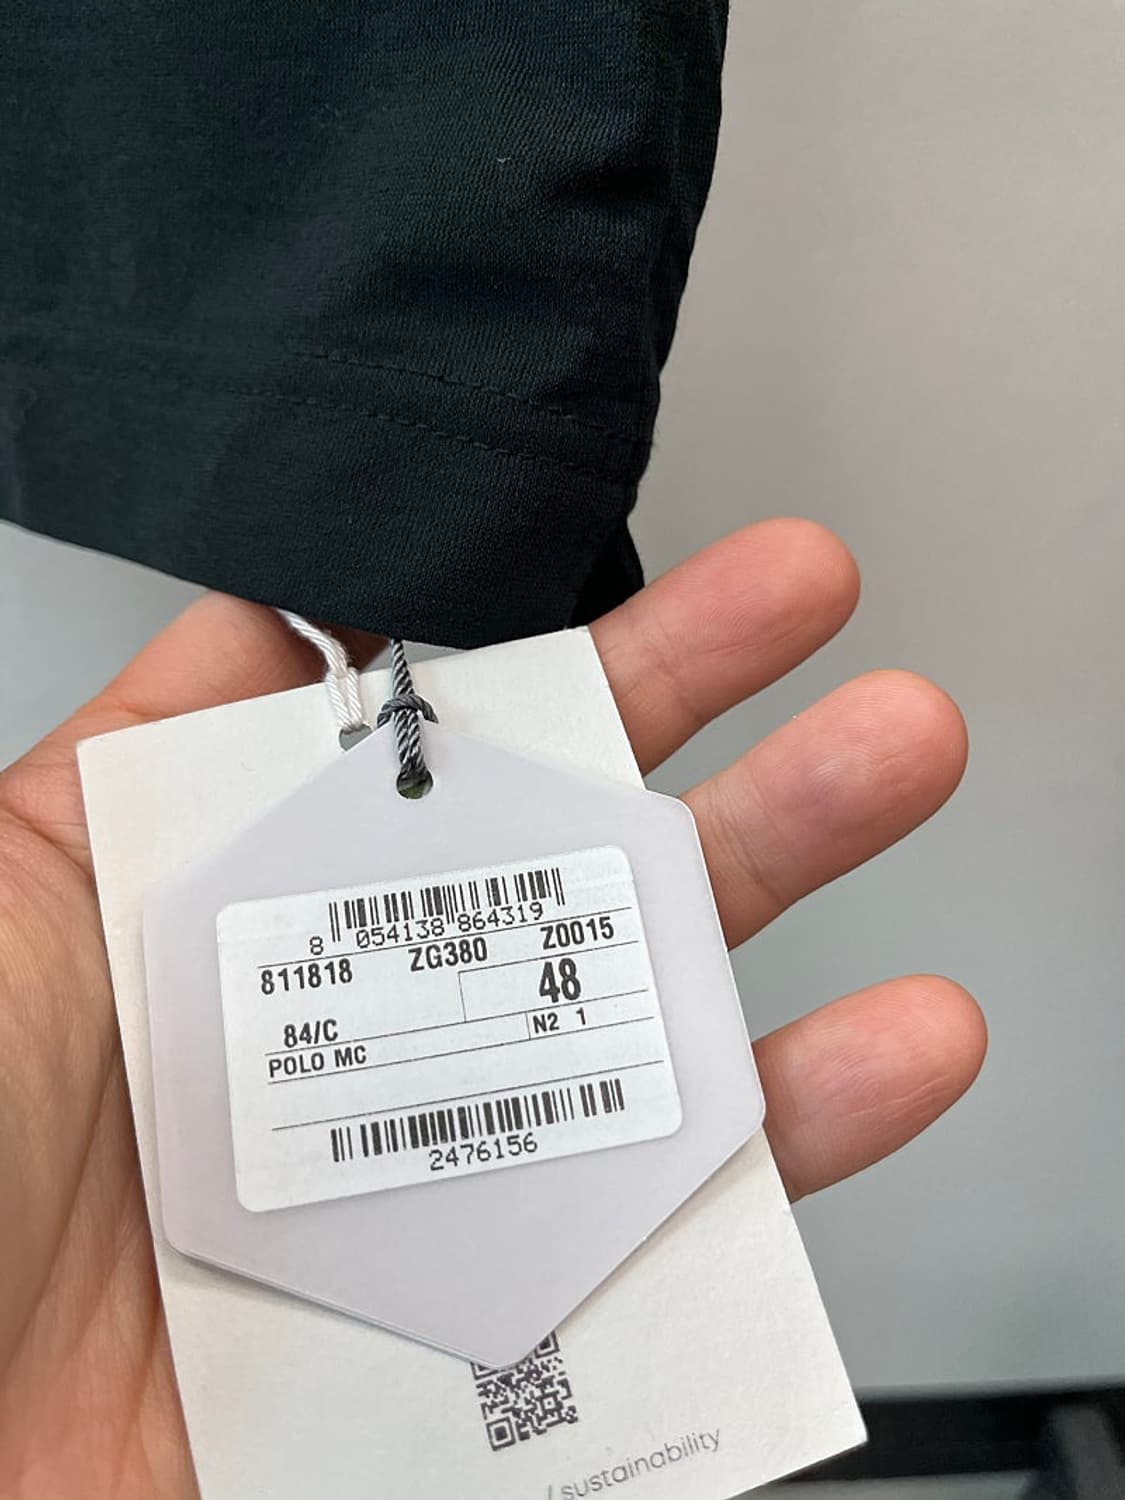 8 054138 864319
811818 ZG380 Z0015
48
84/C
N2 1
POLO MC
2476156
/ sustainability